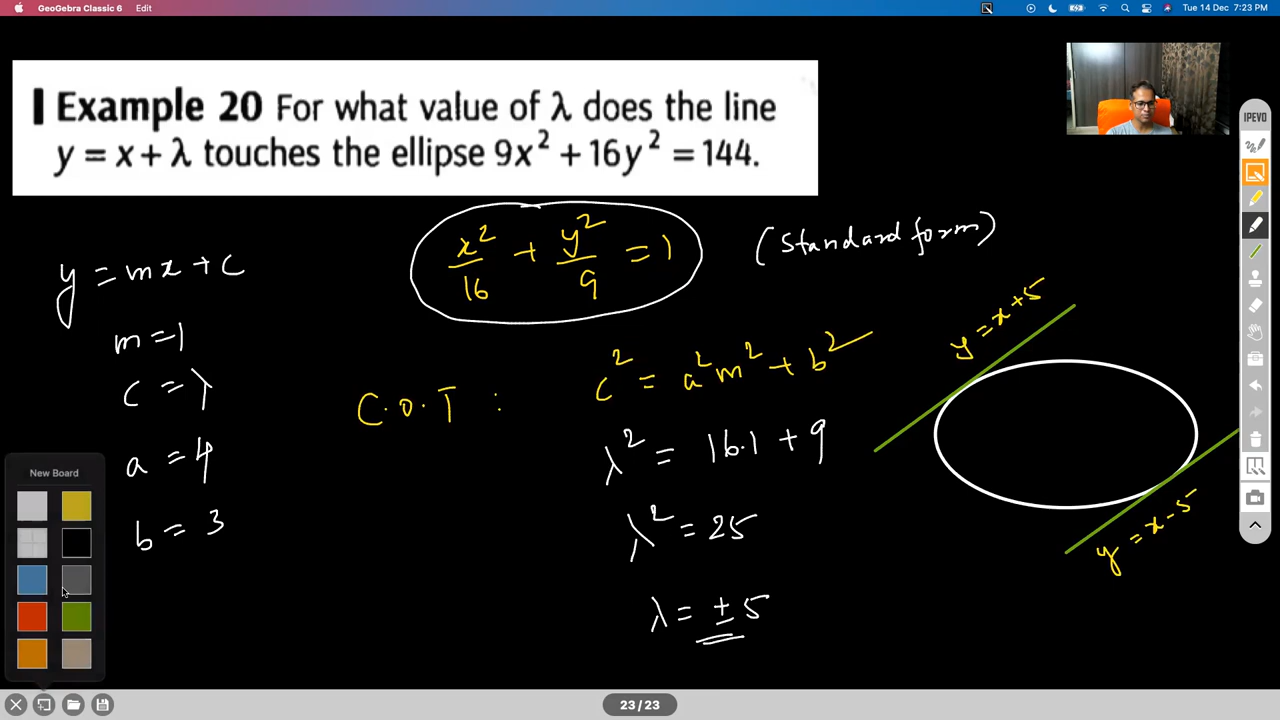 GeoGebra Classic 6 Edit
Tue 14 Dec 7:23 PM
Example 20 For what value of λ does the line
y = x + λ touches the ellipse 9x² + 16y² = 144.
IPEVO
x²/16 + y²/9 = 1
(Standard form)
y = mx + c
m = 1
c = λ
a = 4
b = 3
C.O.T :
c² = a²m² + b²
λ² = 16.1 + 9
λ² = 25
λ = ± 5
y = x + 5
y = x - 5
New Board
23 / 23